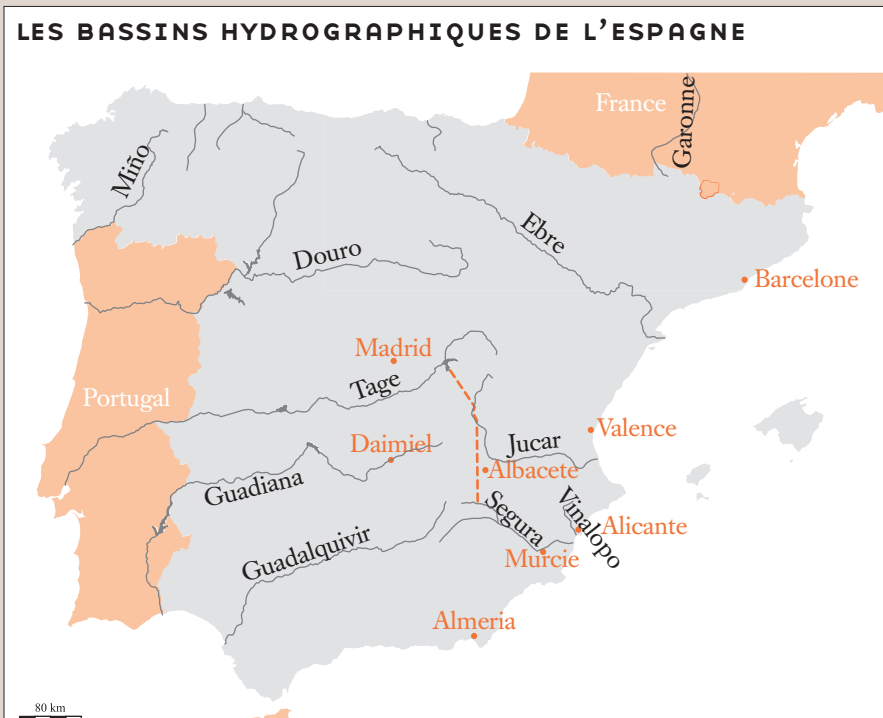 LES BASSINS HYDROGRAPHIQUES DE L'ESPAGNE
France
Garonne
Miño
Ebre
Douro
Barcelone
Madrid
Tage
Portugal
Valence
Daimiel
Jucar
Albacete
Guadiana
Segura
Vinalopo
Alicante
Guadalquivir
Murcie
Almeria
80 km